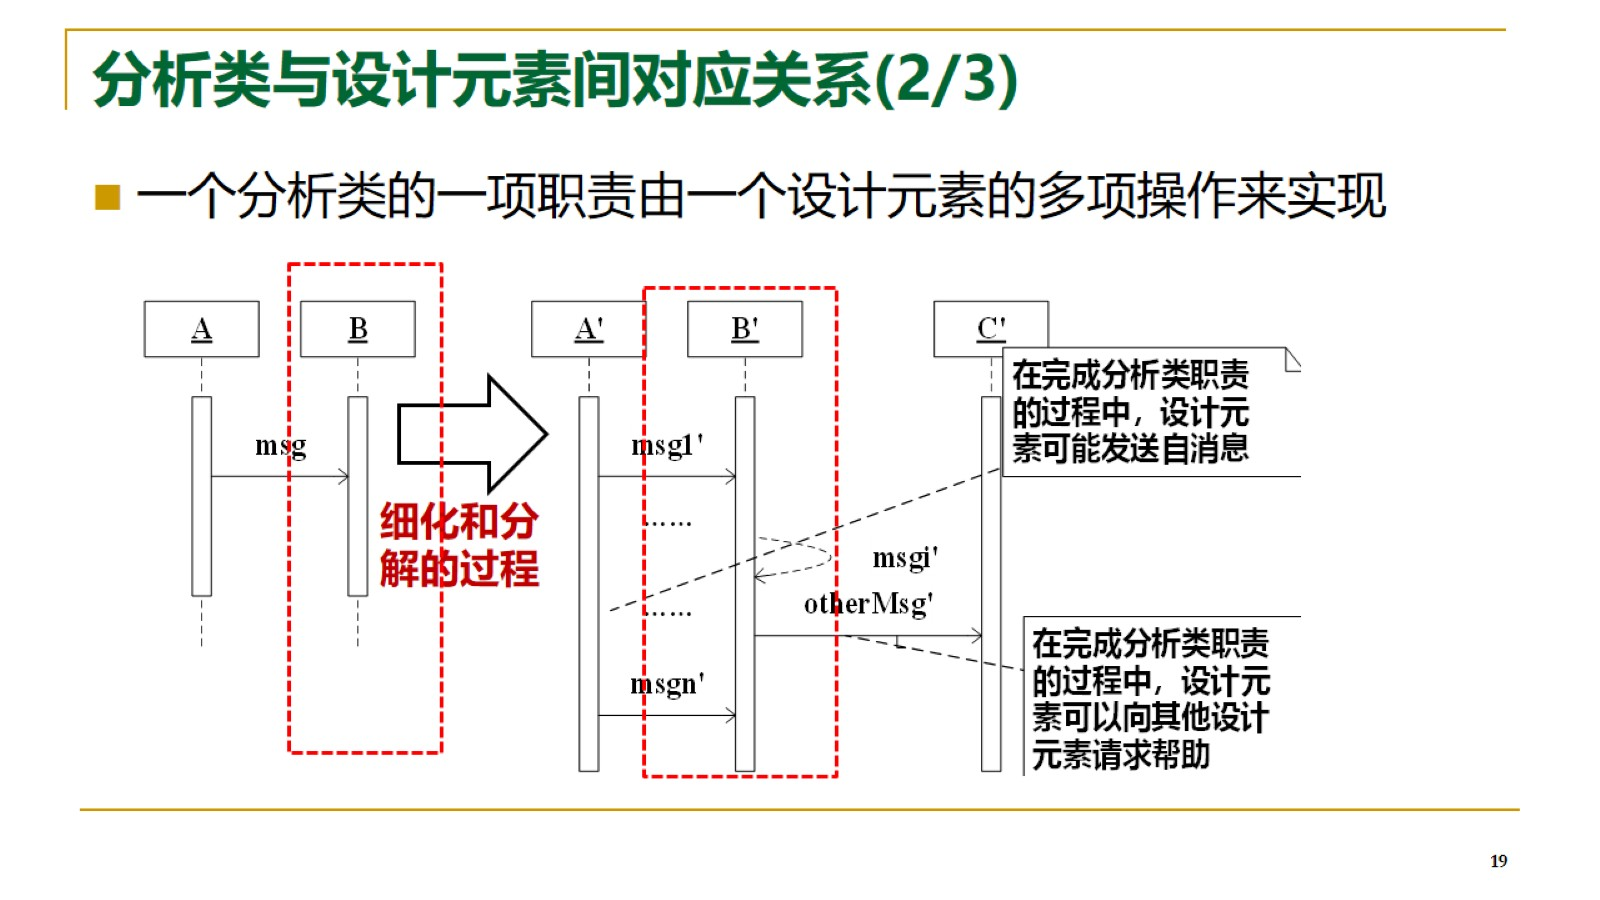 分析类与设计元素间对应关系(2/3)
一个分析类的一项职责由一个设计元素的多项操作来实现
A
B
A'
B'
C'
msg
细化和分
解的过程
msg1'
......
msgi'
otherMsg'
......
msgn'
在完成分析类职责
的过程中，设计元
素可能发送自消息
在完成分析类职责
的过程中，设计元
素可以向其他设计
元素请求帮助
19